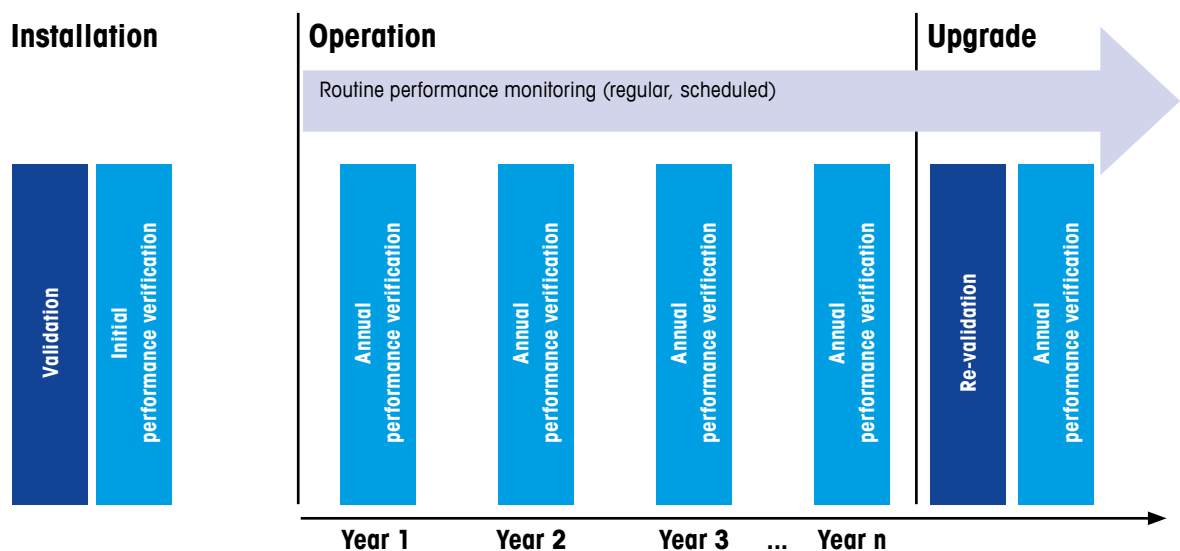 Installation
Operation
Upgrade
Routine performance monitoring (regular, scheduled)
Validation
Initial
performance verification
Annual
performance verification
Annual
performance verification
Annual
performance verification
Annual
performance verification
Re-validation
Annual
performance verification
Year 1
Year 2
Year 3
...
Year n